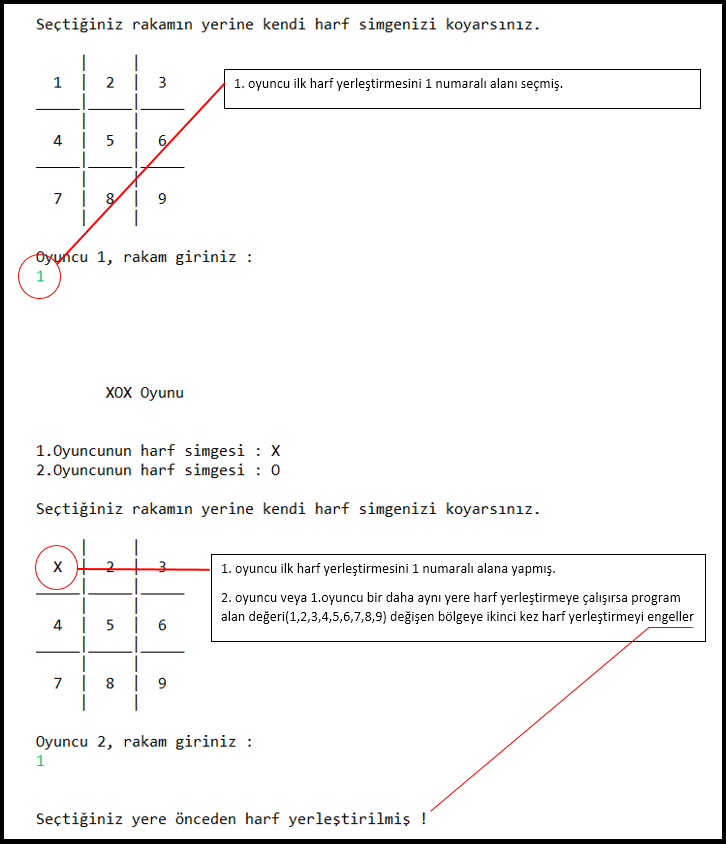 Seçtiğiniz rakamın yerine kendi harf simgenizi koyarsınız.
1 2 3
1. oyuncu ilk harf yerleştirmesini 1 numaralı alanı seçmiş.
4 5 6
7 8 9
Oyuncu 1, rakam giriniz :
1
XOX Oyunu
1.Oyuncunun harf simgesi : X
2.Oyuncunun harf simgesi : O
Seçtiğiniz rakamın yerine kendi harf simgenizi koyarsınız.
X 2 3
1. oyuncu ilk harf yerleştirmesini 1 numaralı alana yapmış.
2. oyuncu veya 1.oyuncu bir daha aynı yere harf yerleştirmeye çalışırsa program
alan değeri(1,2,3,4,5,6,7,8,9) değişen bölgeye ikinci kez harf yerleştirmeyi engeller
4 5 6
7 8 9
Oyuncu 2, rakam giriniz :
1
Seçtiğiniz yere önceden harf yerleştirilmiş !